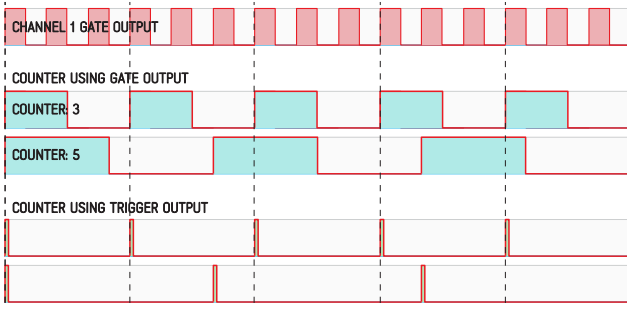 CHANNEL 1 GATE OUTPUT
COUNTER USING GATE OUTPUT
COUNTER: 3
COUNTER: 5
COUNTER USING TRIGGER OUTPUT